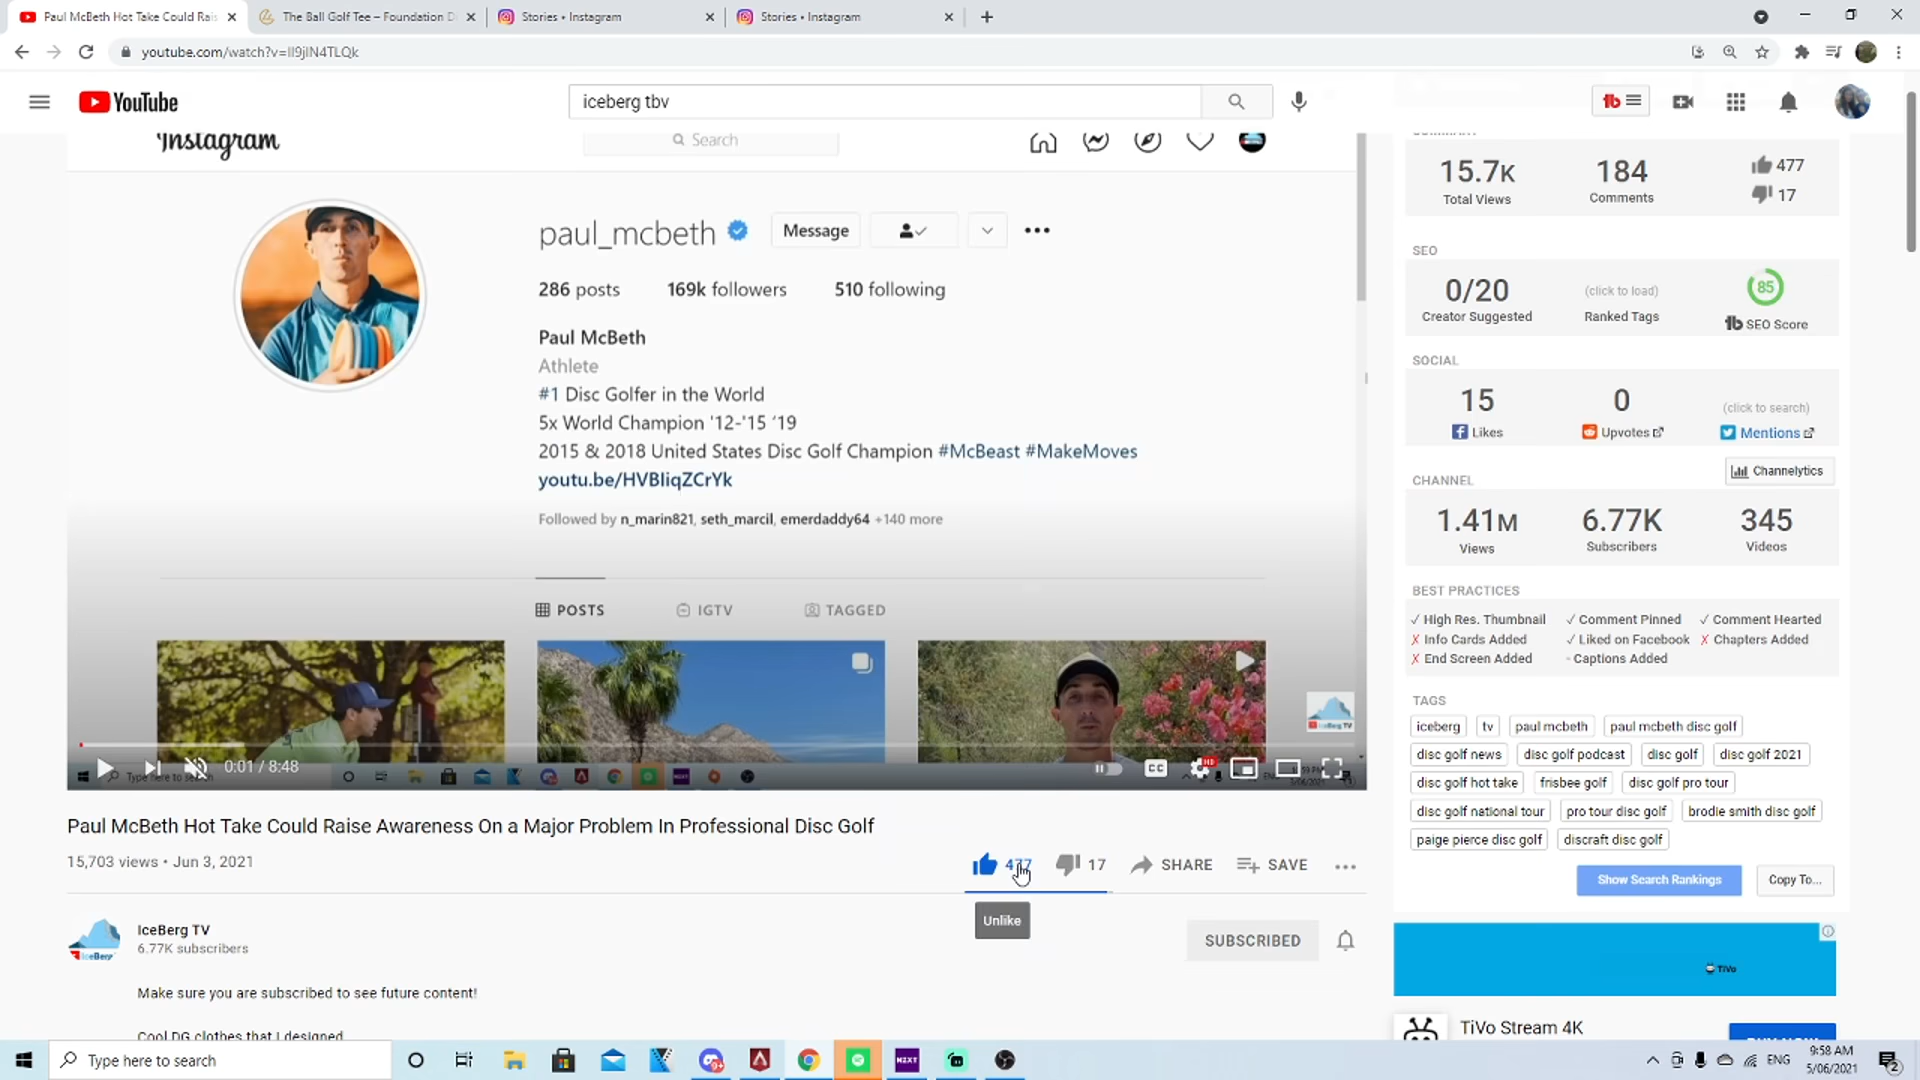 Paul McBeth Hot Take Could Rais
The Ball Golf Tee – Foundation D
Stories • Instagram
Stories • Instagram
youtube.com/watch?v=Il9jIN4TLQk
YouTube
iceberg tbv
Instagram
Search
paul_mcbeth
Message
286 posts 169k followers 510 following
Paul McBeth
Athlete
#1 Disc Golfer in the World
5x World Champion '12-'15 '19
2015 & 2018 United States Disc Golf Champion #McBeast #MakeMoves
youtu.be/HVBliqZCrYk
Followed by n_marin821, seth_marcil, emerdaddy64 +140 more
POSTS IGTV TAGGED
0:01 / 8:48
Type here to search
CC
HD
Paul McBeth Hot Take Could Raise Awareness On a Major Problem In Professional Disc Golf
15,703 views • Jun 3, 2021
477 17 SHARE SAVE
Unlike
IceBerg TV
6.77K subscribers
SUBSCRIBED
Make sure you are subscribed to see future content!
Cool DG clothes that I designed
15.7K 184 477
Total Views Comments 17
SEO
0/20 (click to load) 85
Creator Suggested Ranked Tags tb SEO Score
SOCIAL
15 0 (click to search)
Likes Upvotes Mentions
CHANNEL Channelytics
1.41M 6.77K 345
Views Subscribers Videos
BEST PRACTICES
✓ High Res. Thumbnail ✓ Comment Pinned ✓ Comment Hearted
✗ Info Cards Added ✓ Liked on Facebook ✗ Chapters Added
✗ End Screen Added - Captions Added
TAGS
iceberg tv paul mcbeth paul mcbeth disc golf
disc golf news disc golf podcast disc golf disc golf 2021
disc golf hot take frisbee golf disc golf pro tour
disc golf national tour pro tour disc golf brodie smith disc golf
paige pierce disc golf discraft disc golf
Show Search Rankings Copy To...
TiVo
TiVo Stream 4K
Type here to search
NZXT
ENG
9:58 AM
5/06/2021
2